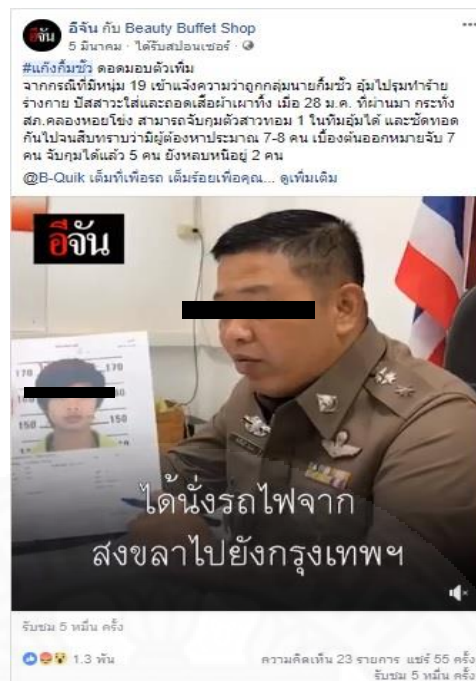 อีจัน กับ Beauty Buffet Shop
5 มีนาคม · ได้รับสปอนเซอร์ ·
#แก๊งกิ้มซัว ดอดมอบตัวเพิ่ม
จากกรณีที่มีหนุ่ม 19 เข้าแจ้งความว่าถูกกลุ่มนายกิ้มซัว อุ้มไปรุมทำร้าย
ร่างกาย ปัสสาวะใส่และถอดเสื้อผ้าเผาทิ้ง เมื่อ 28 ม.ค. ที่ผ่านมา กระทั่ง
สภ.คลองหอยโข่ง สามารถจับกุมตัวสาวทอม 1 ในทีมอุ้มได้ และซัดทอด
กันไปจนสืบทราบว่ามีผู้ต้องหาประมาณ 7-8 คน เบื้องต้นออกหมายจับ 7
คน จับกุมได้แล้ว 5 คน ยังหลบหนีอยู่ 2 คน
@B-Quik เต็มที่เพื่อรถ เต็มร้อยเพื่อคุณ... ดูเพิ่มเติม
อีจัน
170 170
150 150
ได้นั่งรถไฟจาก
สงขลาไปยังกรุงเทพฯ
รับชม 5 หมื่น ครั้ง
1.3 พัน
ความคิดเห็น 23 รายการ แชร์ 55 ครั้ง
รับชม 5 หมื่น ครั้ง